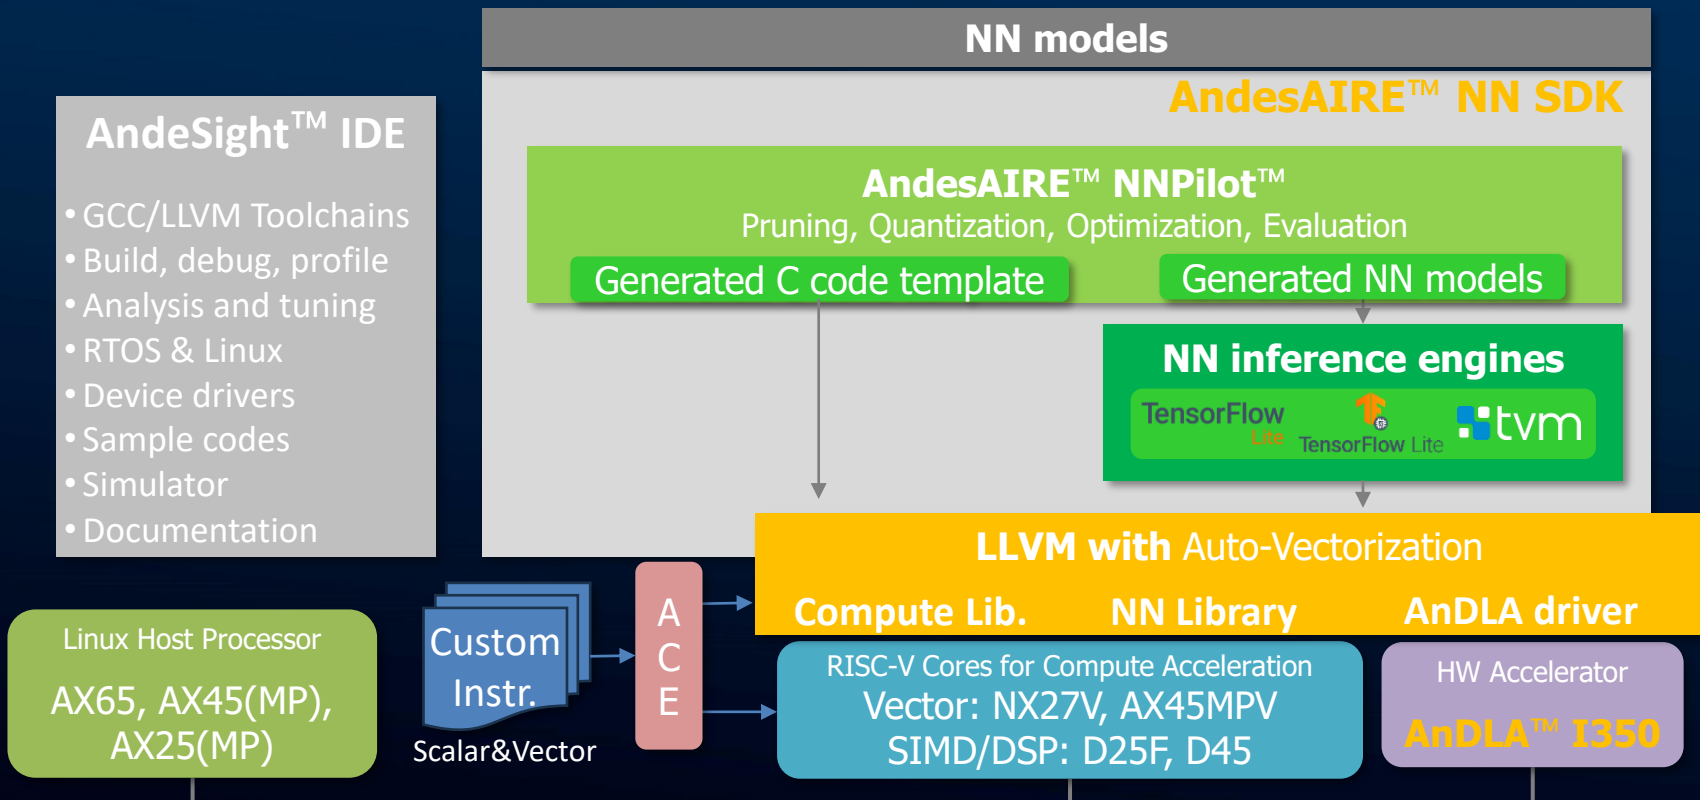 NN models
AndesAIRE™ NN SDK
AndeSight™ IDE
• GCC/LLVM Toolchains
• Build, debug, profile
• Analysis and tuning
• RTOS & Linux
• Device drivers
• Sample codes
• Simulator
• Documentation
AndesAIRE™ NNPilot™
Pruning, Quantization, Optimization, Evaluation
Generated C code template
Generated NN models
NN inference engines
TensorFlow
Lite
TensorFlow Lite
tvm
LLVM with Auto-Vectorization
Compute Lib.
NN Library
AnDLA driver
Linux Host Processor
AX65, AX45(MP),
AX25(MP)
Custom
Instr.
Scalar&Vector
A
C
E
RISC-V Cores for Compute Acceleration
Vector: NX27V, AX45MPV
SIMD/DSP: D25F, D45
HW Accelerator
AnDLA™ I350